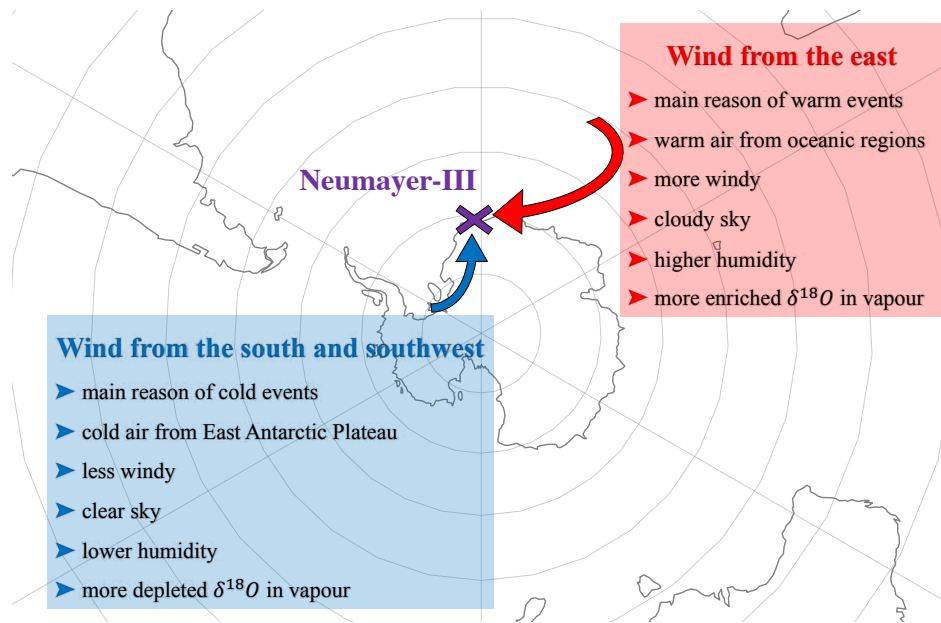 Wind from the east
➤ main reason of warm events
➤ warm air from oceanic regions
➤ more windy
➤ cloudy sky
➤ higher humidity
➤ more enriched δ¹⁸O in vapour
Neumayer-III
Wind from the south and southwest
➤ main reason of cold events
➤ cold air from East Antarctic Plateau
➤ less windy
➤ clear sky
➤ lower humidity
➤ more depleted δ¹⁸O in vapour